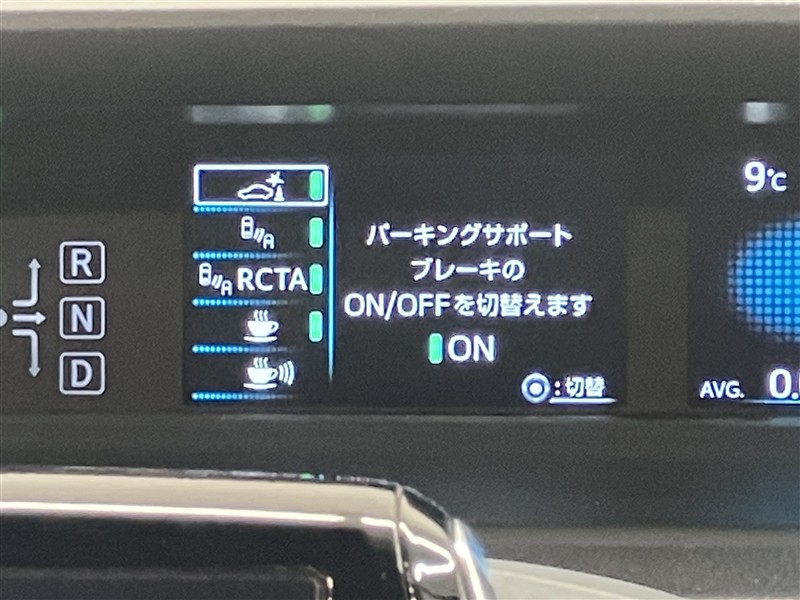 9℃
R
N
D
RCTA
パーキングサポート
ブレーキの
ON/OFFを切替えます
ON
:切替
AVG. 0.